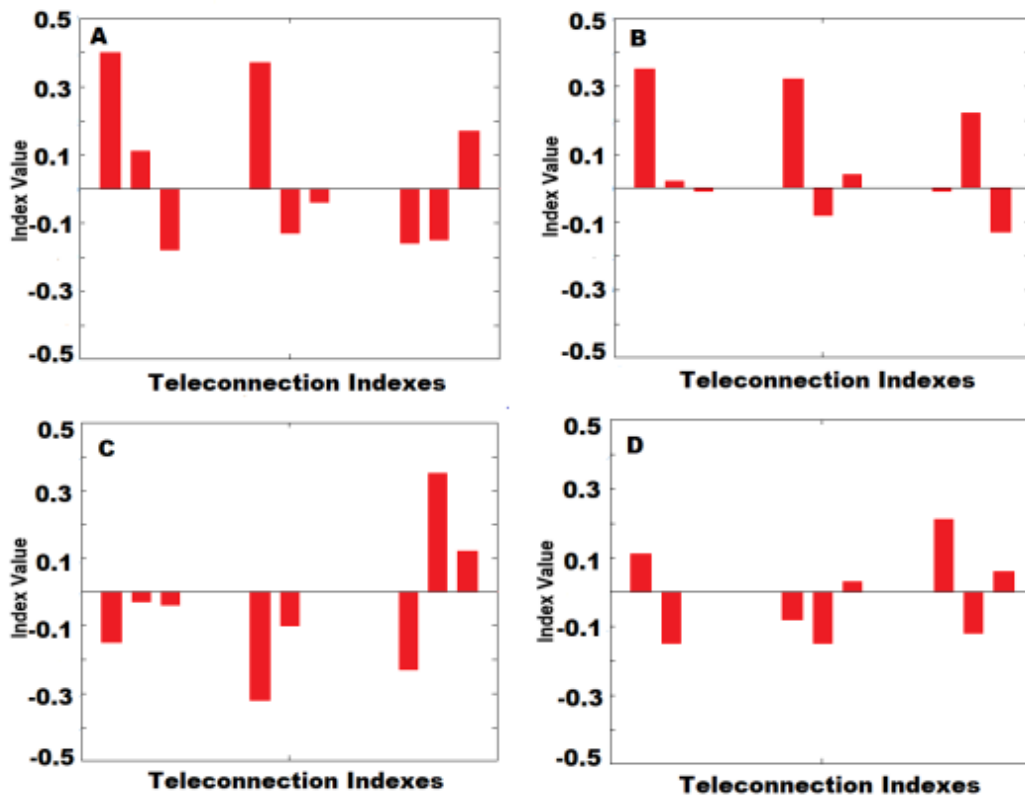 A
0.5
0.3
0.1
-0.1
-0.3
-0.5
Index Value
Teleconnection Indexes
B
0.5
0.3
0.1
-0.1
-0.3
-0.5
Index Value
Teleconnection Indexes
C
0.5
0.3
0.1
-0.1
-0.3
-0.5
Index Value
Teleconnection Indexes
D
0.5
0.3
0.1
-0.1
-0.3
-0.5
Index Value
Teleconnection Indexes